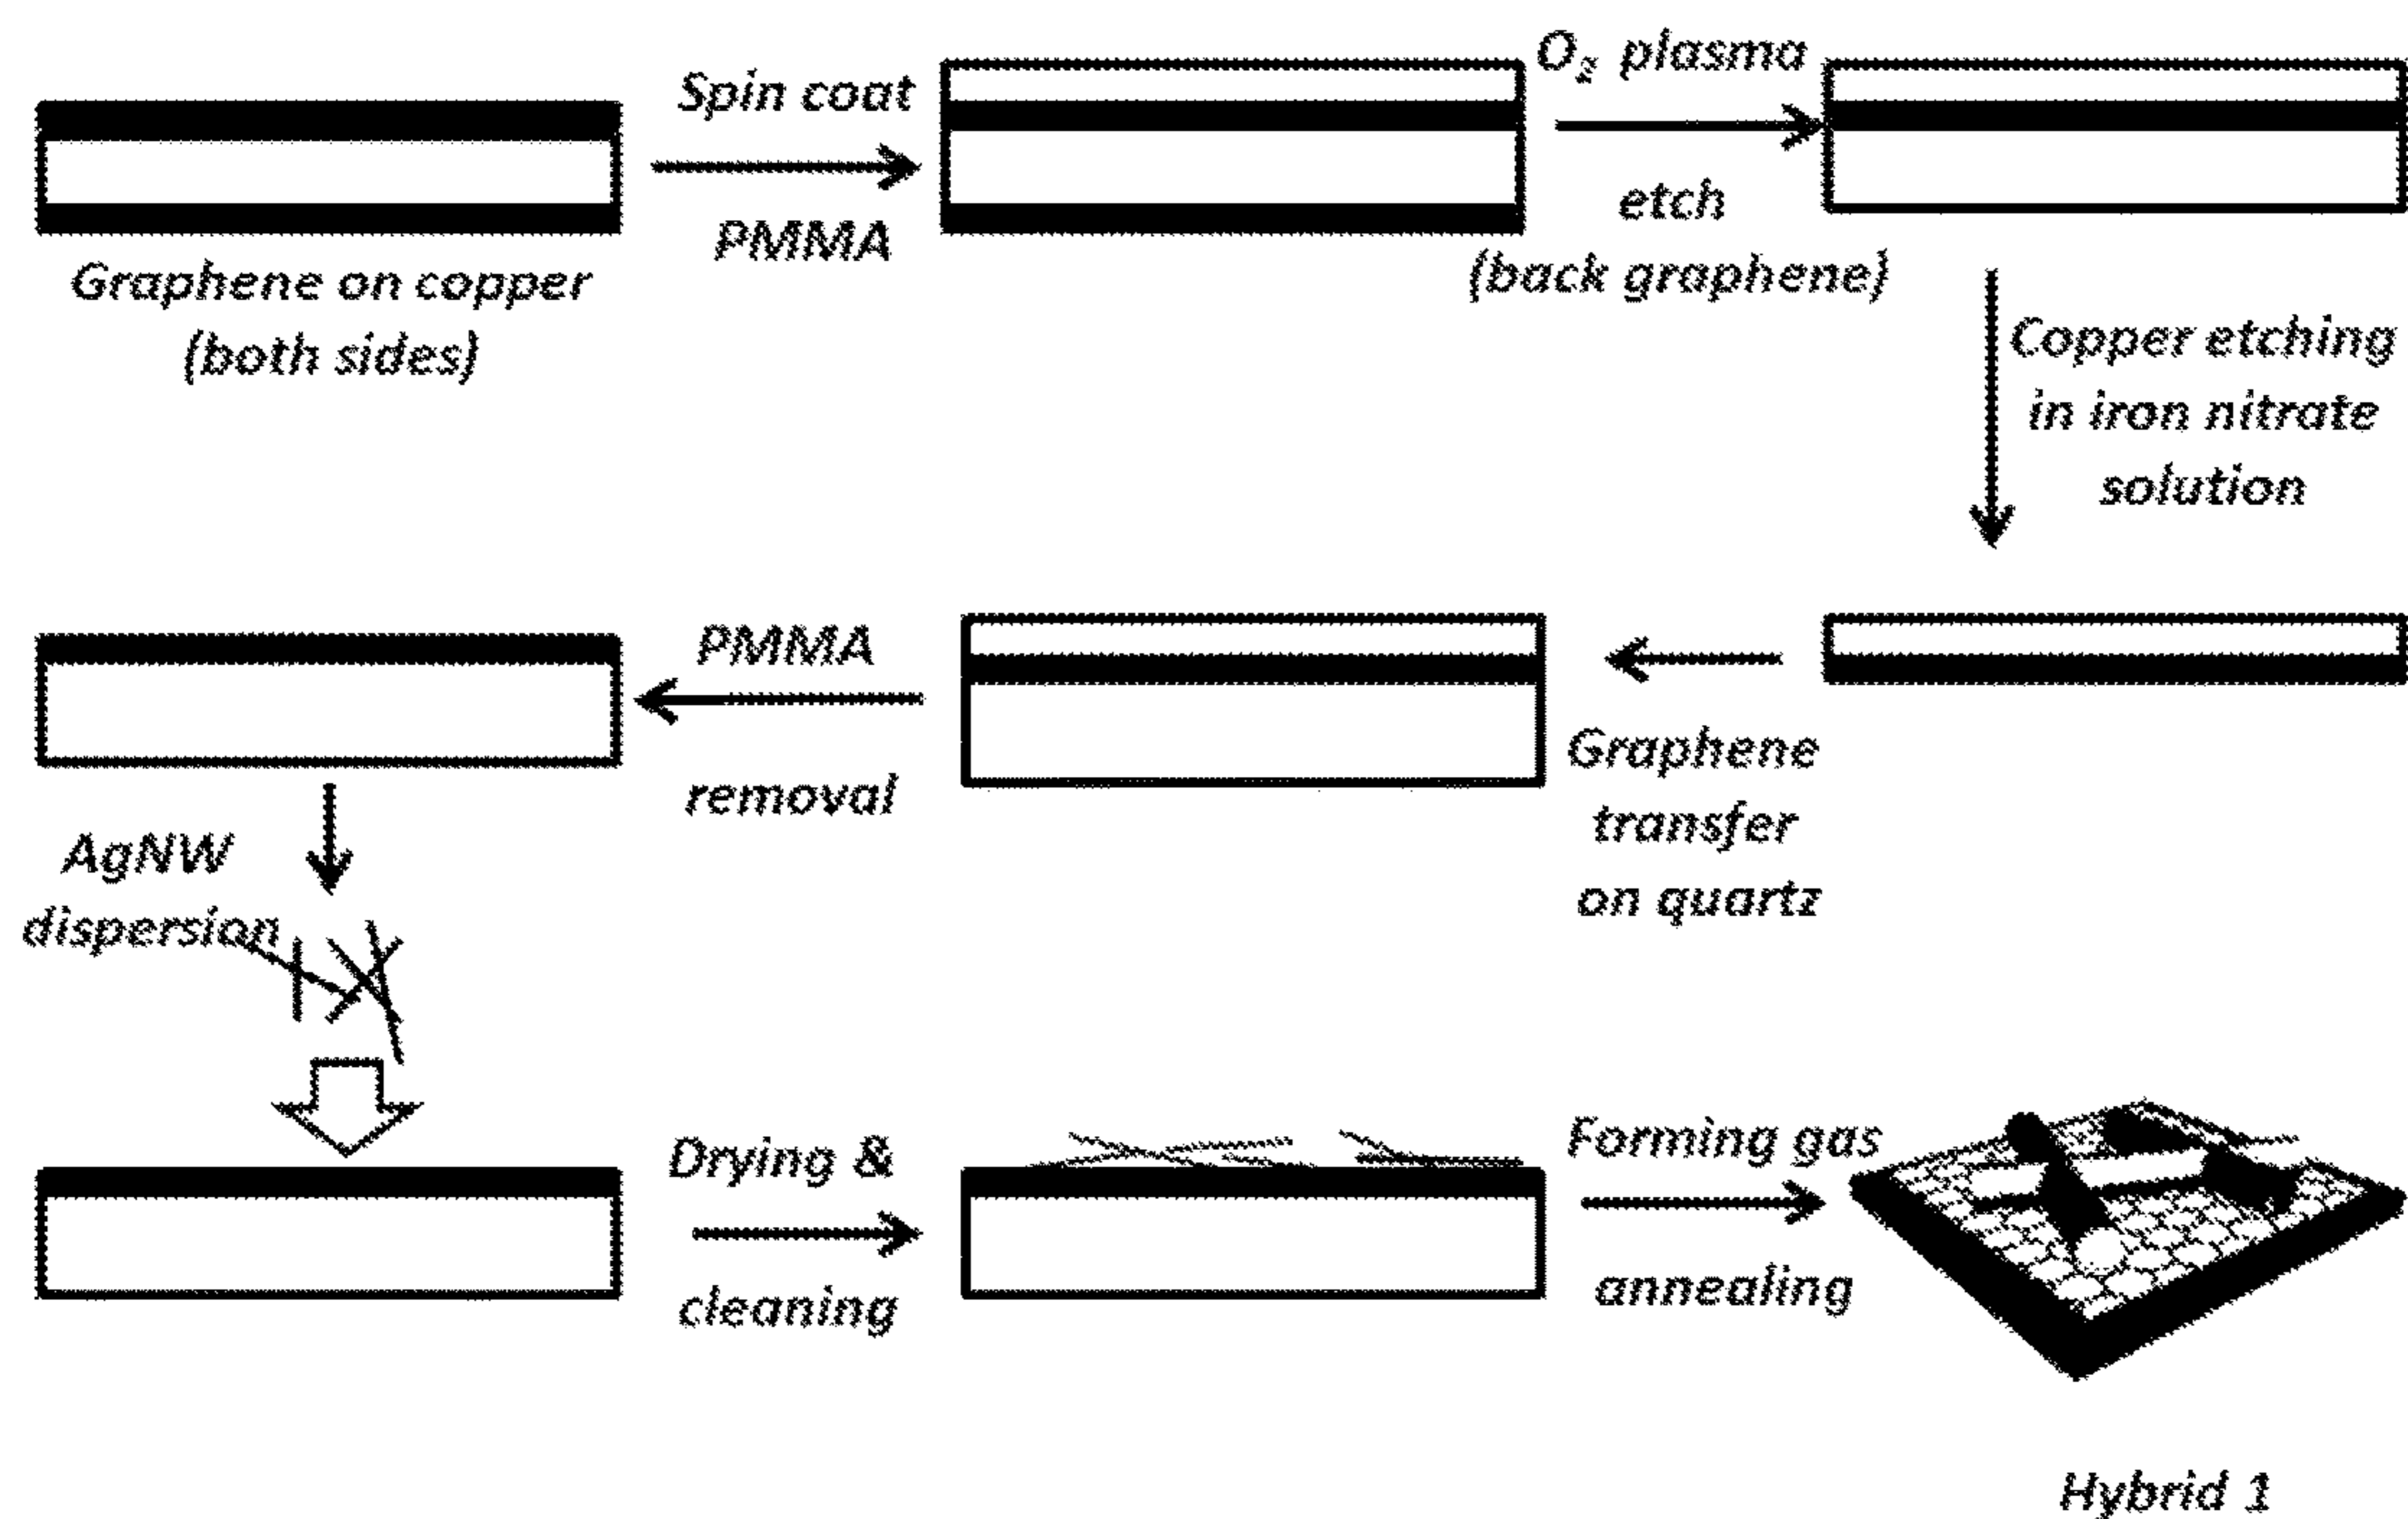 Spin coat
PMMA
O₂ plasma
etch
(back graphene)
Graphene on copper
(both sides)
Copper etching
in iron nitrate
solution
PMMA
removal
Graphene
transfer
on quartz
AgNW
dispersion
Drying &
cleaning
Forming gas
annealing
Hybrid 1